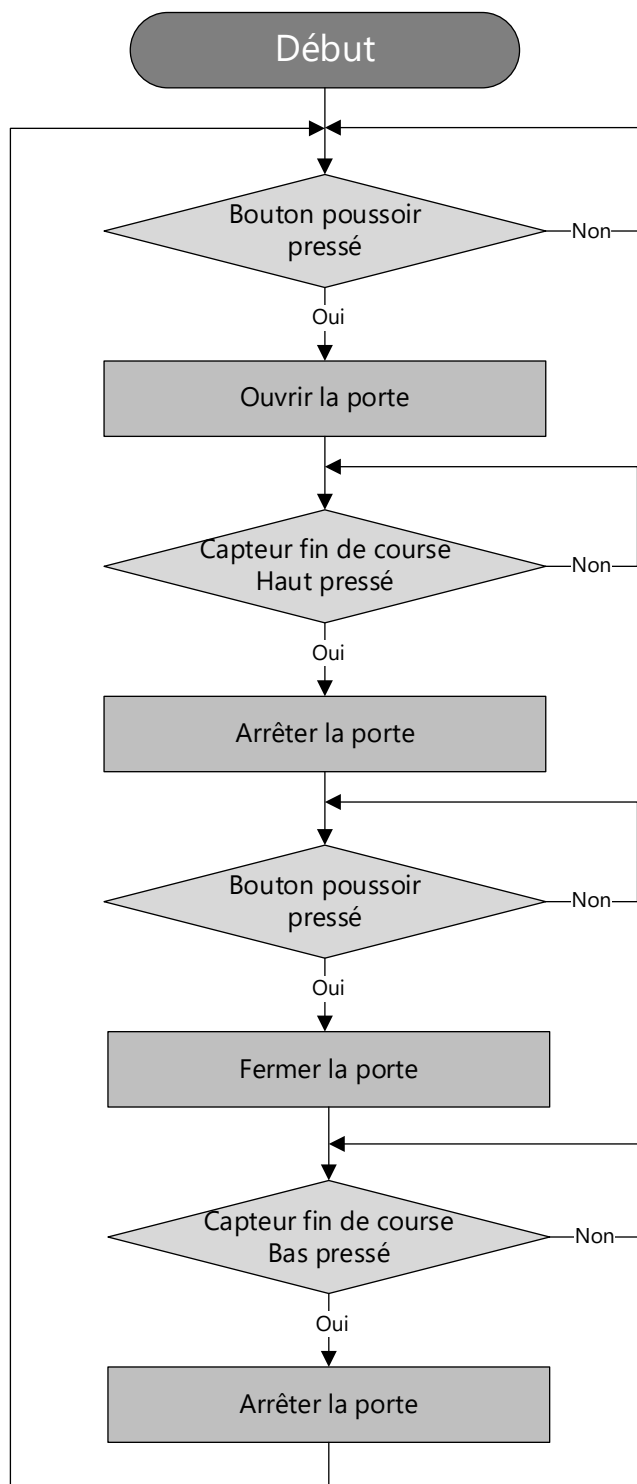 Début
Bouton poussoir
pressé
Non
Oui
Ouvrir la porte
Capteur fin de course
Haut pressé
Non
Oui
Arrêter la porte
Bouton poussoir
pressé
Non
Oui
Fermer la porte
Capteur fin de course
Bas pressé
Non
Oui
Arrêter la porte